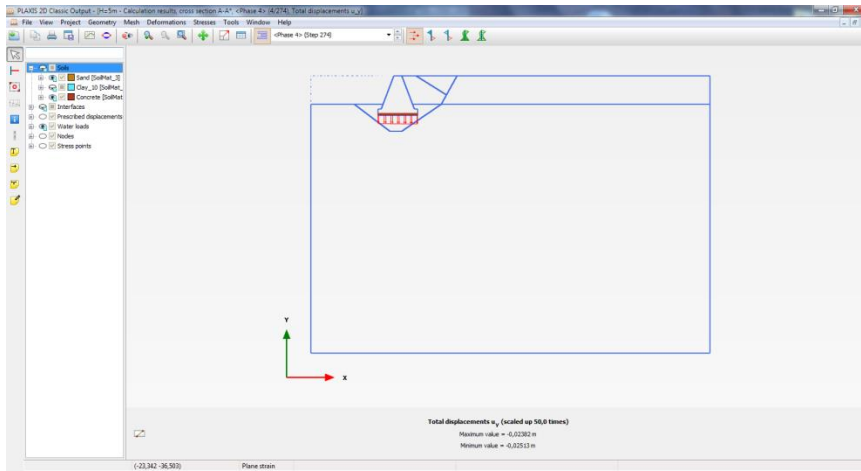 PLAXIS 2D Classic Output - [H=5m - Calculation results, cross section A-A*, <Phase 4> (4/274), Total displacements u_y]
File View Project Geometry Mesh Deformations Stresses Tools Window Help
<Phase 4> (Step 274)
Soils
Sand [SoilMat_3]
Clay_10 [SoilMat_
Concrete [SoilMat
Interfaces
Prescribed displacements
Water loads
Nodes
Stress points
Y
X
Total displacements u_y (scaled up 50,0 times)
Maximum value = -0,02382 m
Minimum value = -0,02513 m
(-23,342 -36,503) Plane strain